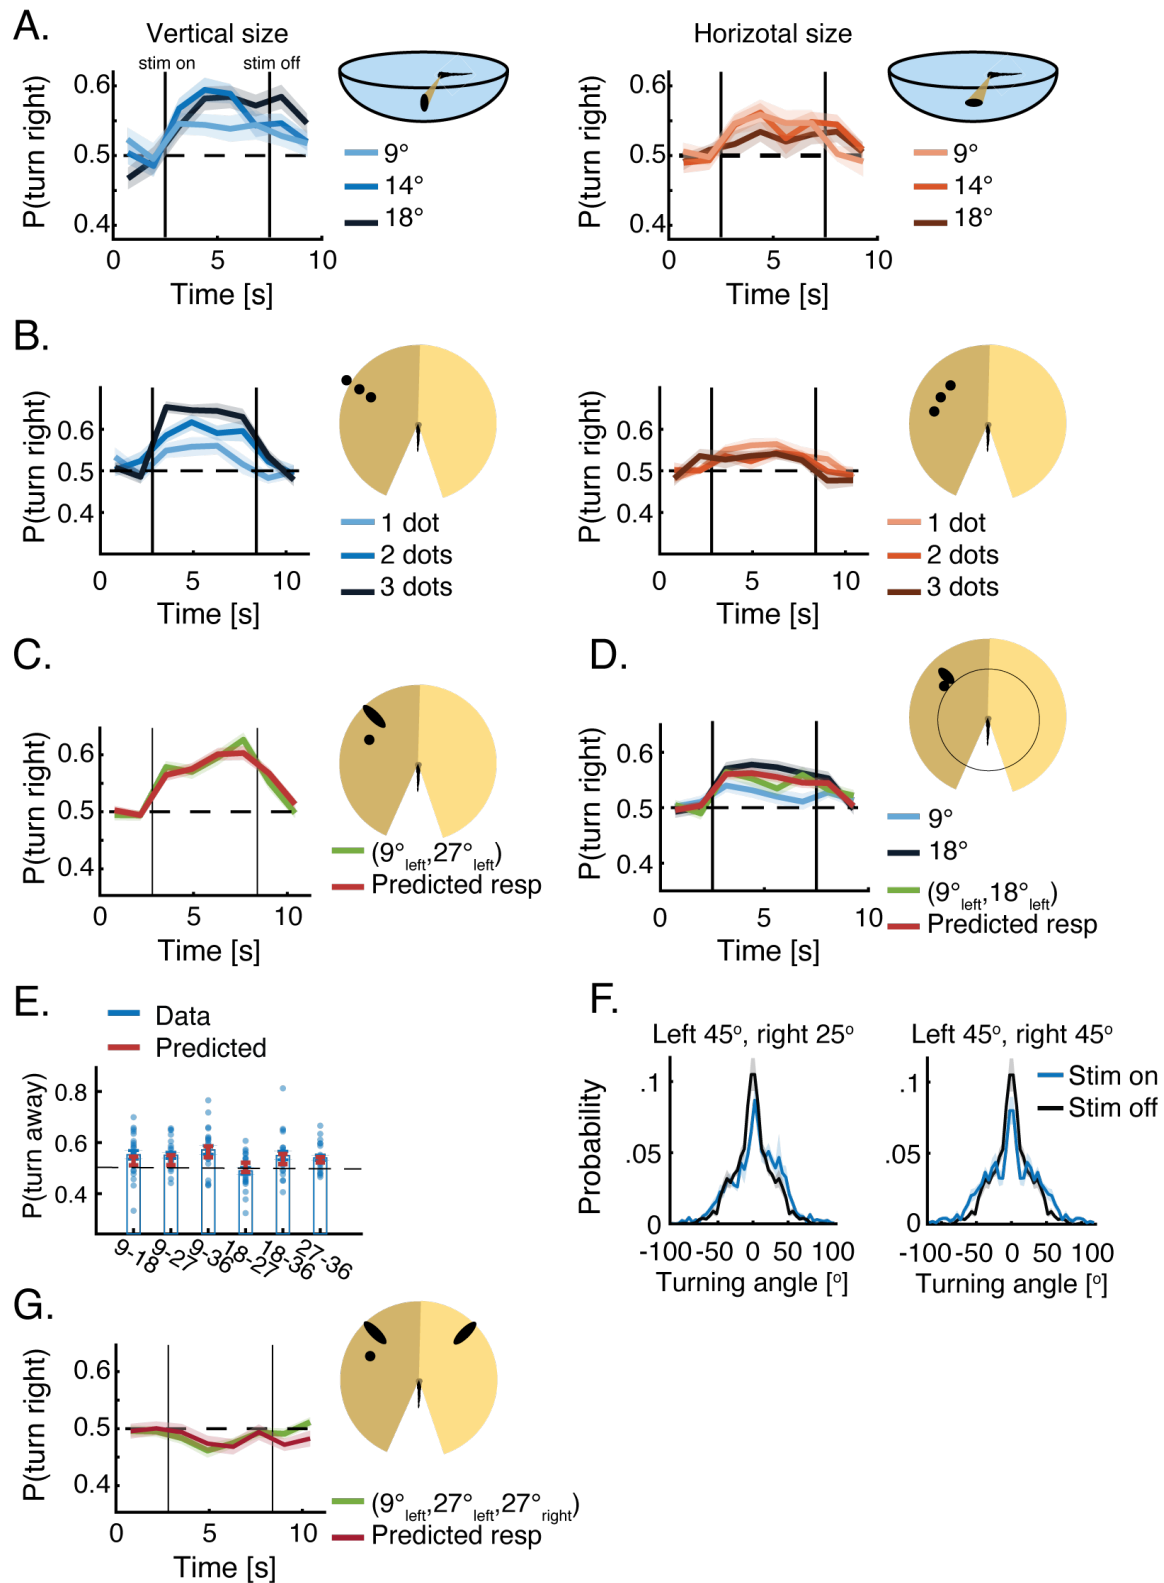 A.
Vertical size
stim on
stim off
P(turn right)
0.6
0.5
0.4
0
5
10
Time [s]
9°
14°
18°
Horizotal size
P(turn right)
0.6
0.5
0.4
0
5
10
Time [s]
9°
14°
18°
B.
P(turn right)
0.6
0.5
0.4
0
5
10
Time [s]
1 dot
2 dots
3 dots
P(turn right)
0.6
0.5
0.4
0
5
10
Time [s]
1 dot
2 dots
3 dots
C.
P(turn right)
0.6
0.5
0.4
0
5
10
Time [s]
(9°left,27°left)
Predicted resp
D.
P(turn right)
0.6
0.5
0.4
0
5
10
Time [s]
9°
18°
(9°left,18°left)
Predicted resp
E.
Data
Predicted
P(turn away)
0.8
0.6
0.4
9-18
9-27
9-36
18-27
18-36
27-36
F.
Left 45°, right 25°
Probability
.1
.05
0
-100 -50 0 50 100
Turning angle [°]
Left 45°, right 45°
.1
.05
0
-100 -50 0 50 100
Turning angle [°]
Stim on
Stim off
G.
P(turn right)
0.6
0.5
0.4
0
5
10
Time [s]
(9°left,27°left,27°right)
Predicted resp